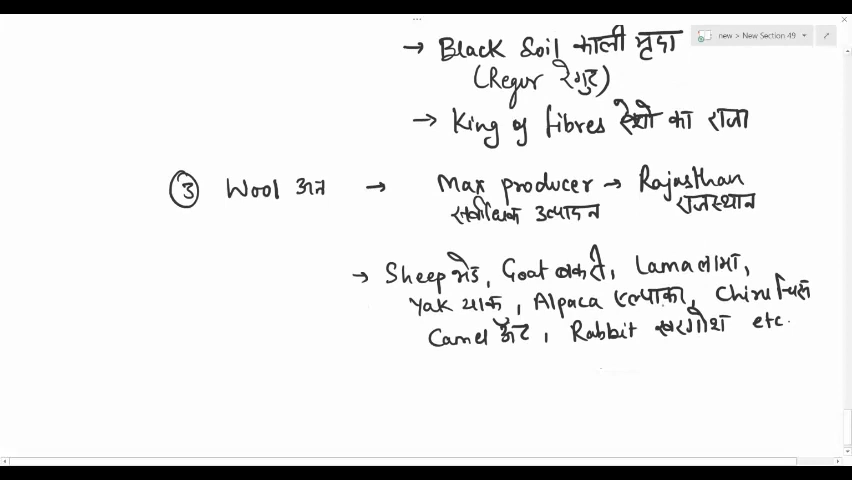 ...
new > New Section 49
→ Black Soil काली मृदा
(Regur रेगुर)
→ King of fibres रेशो का राजा
③ Wool ऊन → Max producer → Rajasthan
सर्वाधिक उत्पादन राजस्थान
→ Sheep भेड, Goat बकरी, Lama लामा,
Yak याक, Alpaca एल्पाका, Chiru चिरू
Camel ऊँट, Rabbit खरगोश etc.